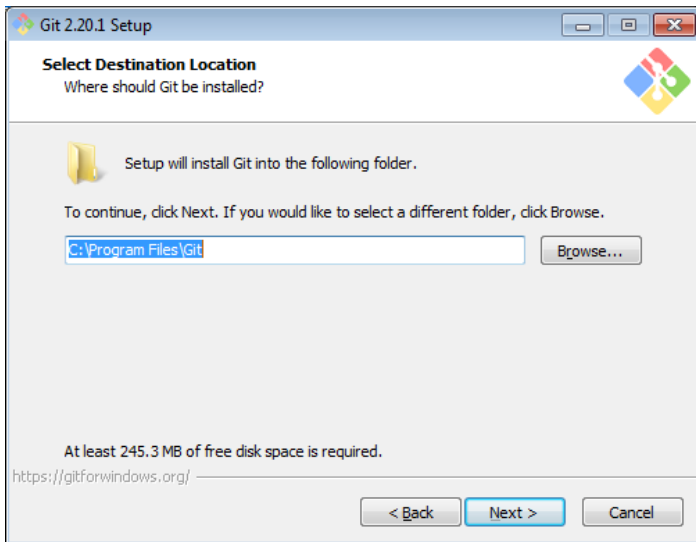 Git 2.20.1 Setup
Select Destination Location
Where should Git be installed?
Setup will install Git into the following folder.
To continue, click Next. If you would like to select a different folder, click Browse.
C:\Program Files\Git
Browse...
At least 245.3 MB of free disk space is required.
https://gitforwindows.org/
< Back
Next >
Cancel